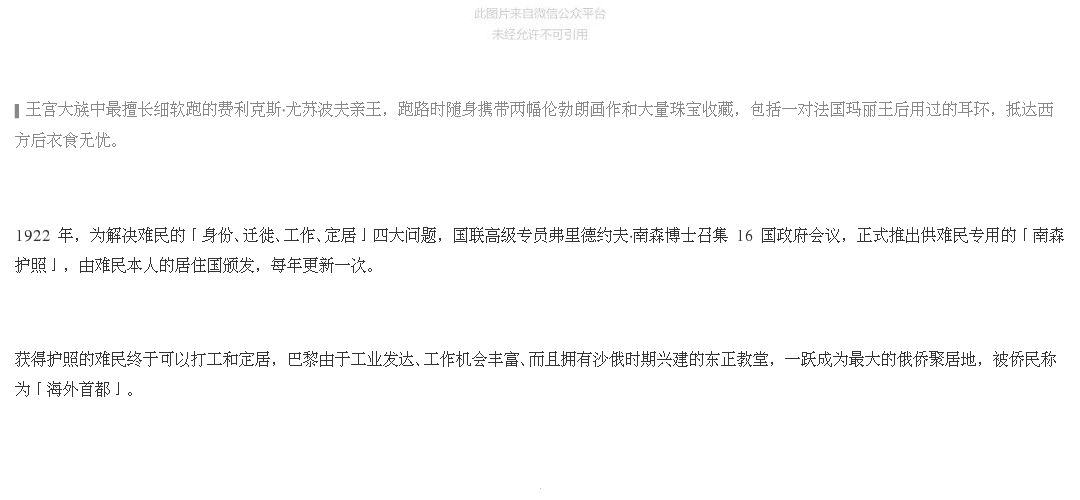 此图片来自微信公众平台
未经允许不可引用
王宫大族中最擅长细软跑的费利克斯·尤苏波夫亲王，跑路时随身携带两幅伦勃朗画作和大量珠宝收藏，包括一对法国玛丽王后用过的耳环，抵达西
方后衣食无忧。
1922 年，为解决难民的「身份、迁徙、工作、定居」四大问题，国联高级专员弗里德约夫·南森博士召集 16 国政府会议，正式推出供难民专用的「南森
护照」，由难民本人的居住国颁发，每年更新一次。
获得护照的难民终于可以打工和定居，巴黎由于工业发达、工作机会丰富、而且拥有沙俄时期兴建的东正教堂，一跃成为最大的俄侨聚居地，被侨民称
为「海外首都」。